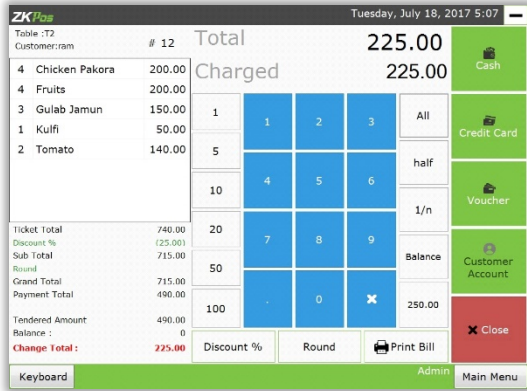 ZKPos
Tuesday, July 18, 2017 5:07
Table :T2
Customer:ram
# 12
Total 225.00
Charged 225.00
4 Chicken Pakora 200.00
4 Fruits 200.00
3 Gulab Jamun 150.00
1 Kulfi 50.00
2 Tomato 140.00
Ticket Total 740.00
Discount % (25.00)
Sub Total 715.00
Round
Grand Total 715.00
Payment Total 490.00
Tendered Amount 490.00
Balance : 0
Change Total : 225.00
1
5
10
20
50
100
1 2 3
4 5 6
7 8 9
. 0
All
half
1/n
Balance
250.00
Discount %
Round
Print Bill
Cash
Credit Card
Voucher
Customer
Account
Close
Keyboard
Admin
Main Menu